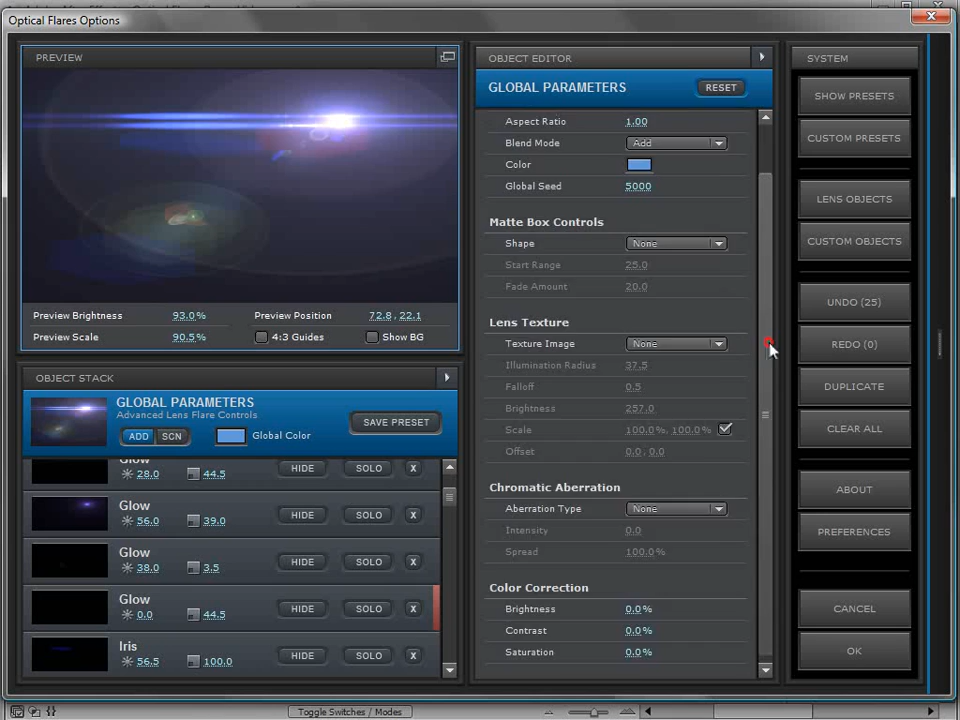 Optical Flares Options
PREVIEW
Preview Brightness 93.0% Preview Position 72.8, 22.1
Preview Scale 90.5% 4:3 Guides Show BG
OBJECT STACK
GLOBAL PARAMETERS
Advanced Lens Flare Controls
ADD SCN Global Color SAVE PRESET
Glow
28.0 44.5 HIDE SOLO X
Glow
56.0 39.0 HIDE SOLO X
Glow
38.0 3.5 HIDE SOLO X
Glow
0.0 44.5 HIDE SOLO X
Iris
56.5 100.0 HIDE SOLO X
OBJECT EDITOR
GLOBAL PARAMETERS RESET
Aspect Ratio 1.00
Blend Mode Add
Color
Global Seed 5000
Matte Box Controls
Shape None
Start Range 25.0
Fade Amount 20.0
Lens Texture
Texture Image None
Illumination Radius 37.5
Falloff 0.5
Brightness 257.0
Scale 100.0%, 100.0%
Offset 0.0, 0.0
Chromatic Aberration
Aberration Type None
Intensity 0.0
Spread 100.0%
Color Correction
Brightness 0.0%
Contrast 0.0%
Saturation 0.0%
SYSTEM
SHOW PRESETS
CUSTOM PRESETS
LENS OBJECTS
CUSTOM OBJECTS
UNDO (25)
REDO (0)
DUPLICATE
CLEAR ALL
ABOUT
PREFERENCES
CANCEL
OK
Toggle Switches / Modes